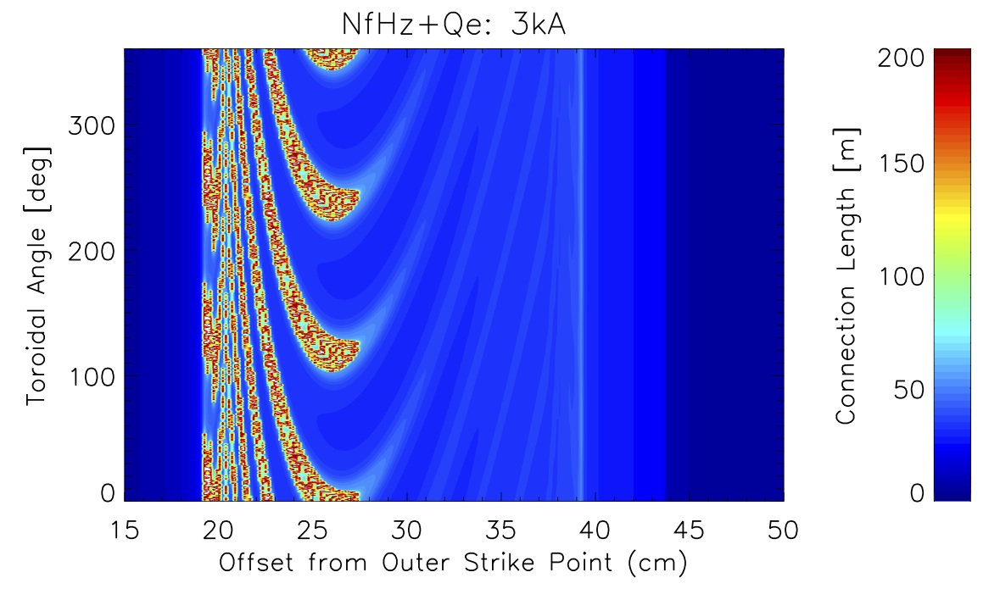 NfHz+Qe: 3kA
300
200
100
0
Toroidal Angle [deg]
15 20 25 30 35 40 45 50
Offset from Outer Strike Point (cm)
200
150
100
50
0
Connection Length [m]